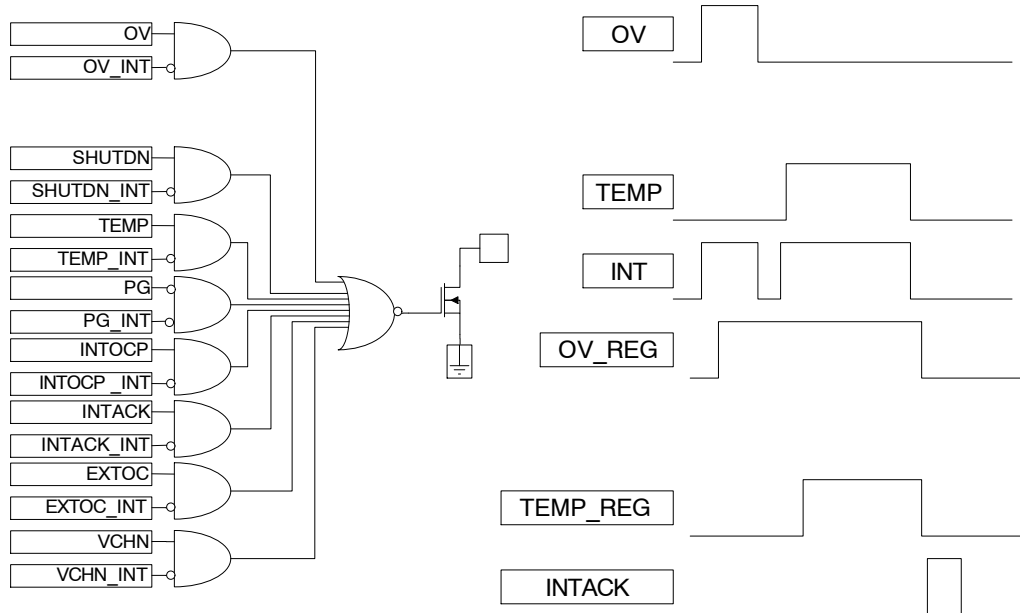 OV
OV_INT
SHUTDN
SHUTDN_INT
TEMP
TEMP_INT
PG
PG_INT
INTOCP
INTOCP _INT
INTACK
INTACK_INT
EXTOC
EXTOC_INT
VCHN
VCHN_INT
OV
TEMP
INT
OV_REG
TEMP_REG
INTACK